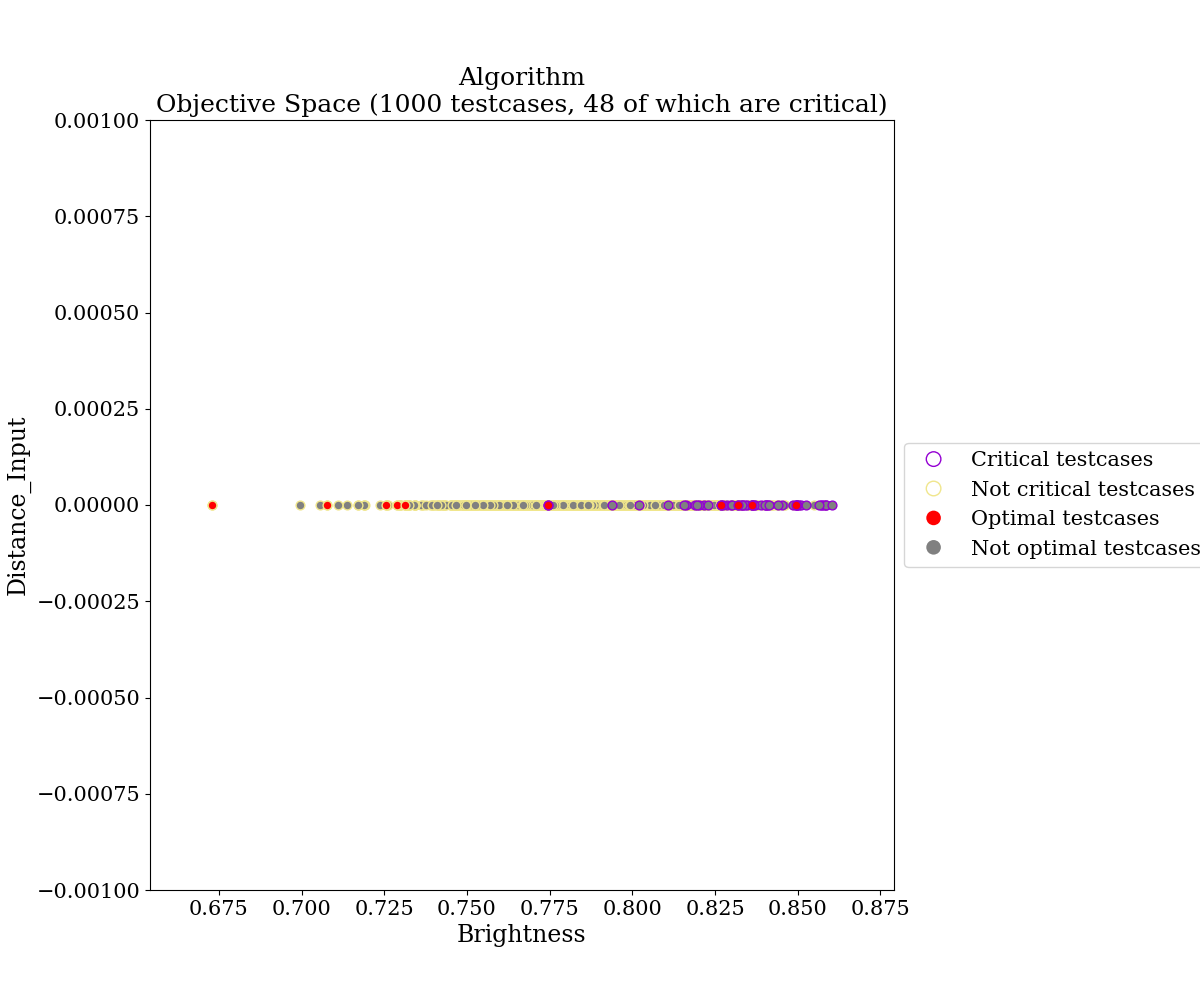 Algorithm
Objective Space (1000 testcases, 48 of which are critical)
0.00100
0.00075
0.00050
0.00025
0.00000
−0.00025
−0.00050
−0.00075
−0.00100
Distance_Input
0.675 0.700 0.725 0.750 0.775 0.800 0.825 0.850 0.875
Brightness
Critical testcases
Not critical testcases
Optimal testcases
Not optimal testcases